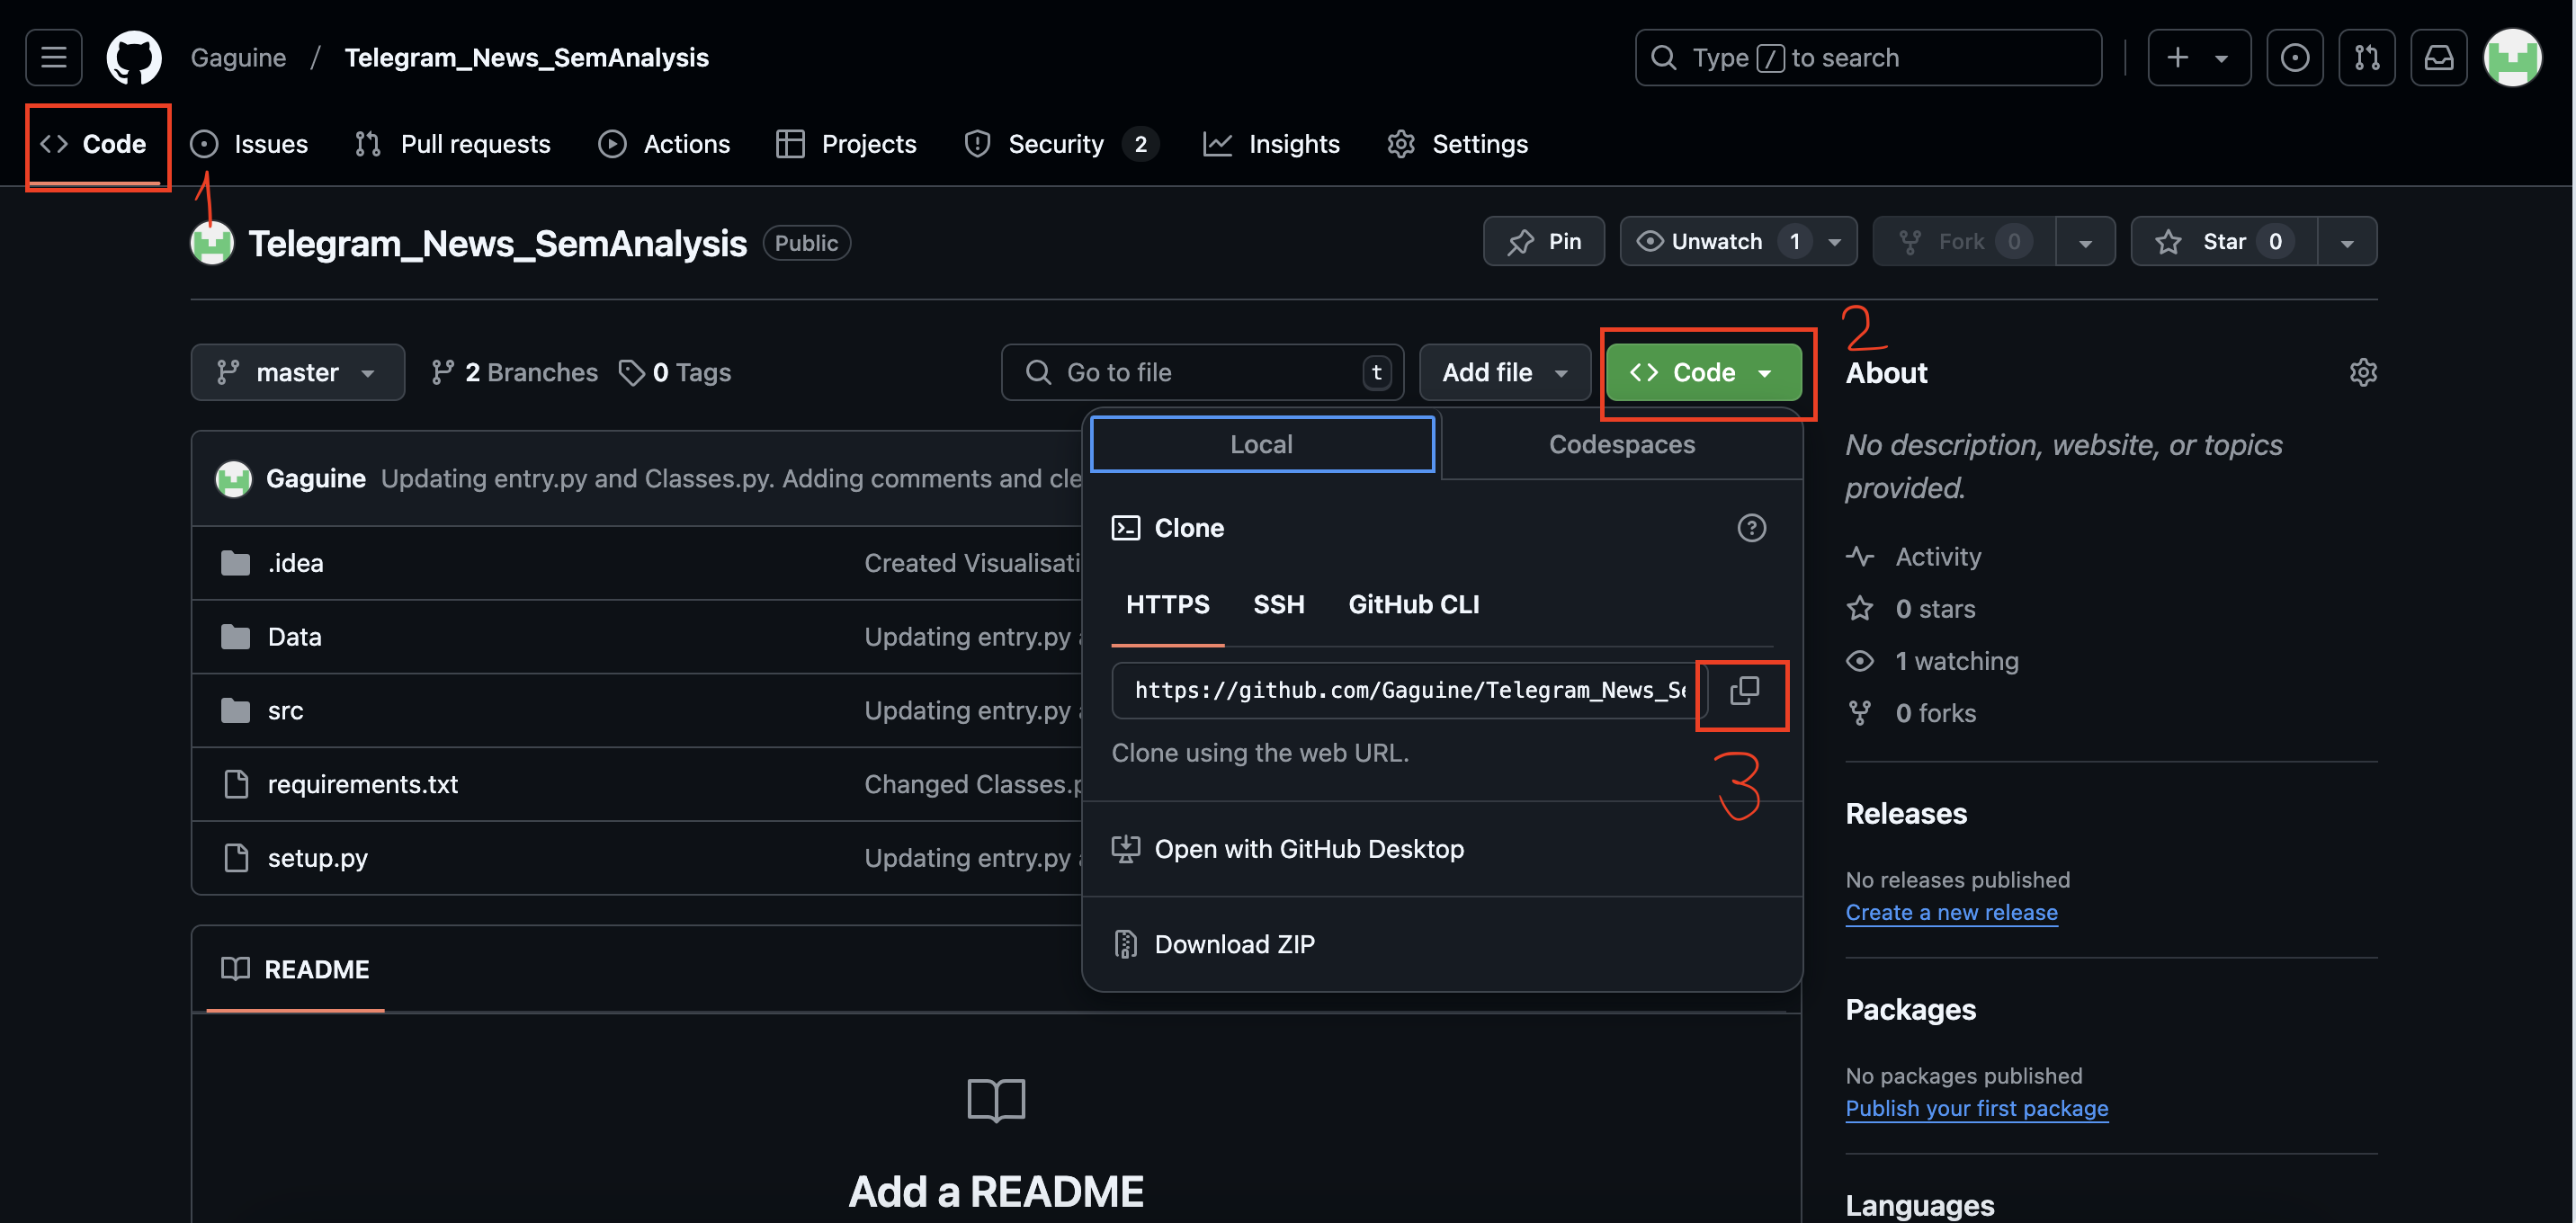 Gaguine / Telegram_News_SemAnalysis
Type / to search
Code
Issues
Pull requests
Actions
Projects
Security 2
Insights
Settings
1
Telegram_News_SemAnalysis Public
Pin
Unwatch 1
Fork 0
Star 0
2
master
2 Branches
0 Tags
Go to file t
Add file
Code
About
Local
Codespaces
No description, website, or topics
provided.
Gaguine Updating entry.py and Classes.py. Adding comments and cle
Clone
.idea Created Visualisati
Activity
HTTPS SSH GitHub CLI
0 stars
Data Updating entry.py a
1 watching
https://github.com/Gaguine/Telegram_News_Se
src Updating entry.py a
0 forks
Clone using the web URL.
3
requirements.txt Changed Classes.p
Releases
Open with GitHub Desktop
setup.py Updating entry.py a
No releases published
Create a new release
Download ZIP
README
Packages
No packages published
Publish your first package
Add a README
Languages